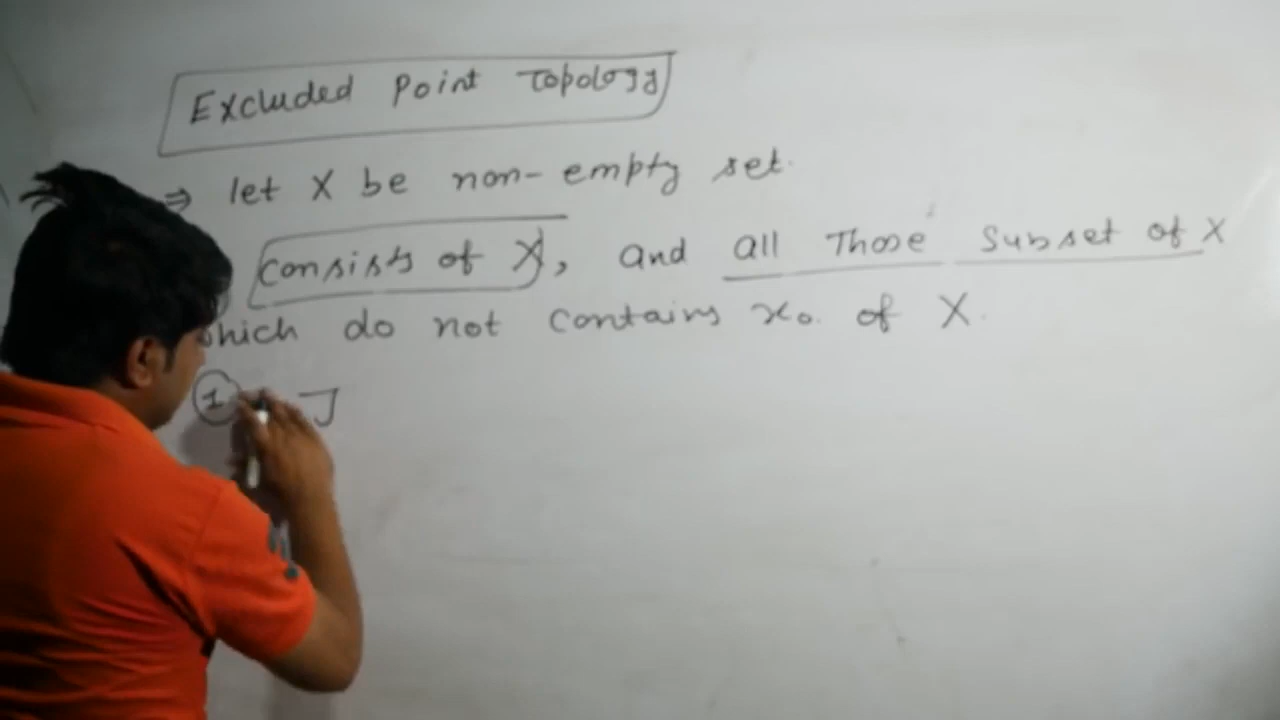 Excluded Point Topology
⇒ let X be non-empty set.
consists of X, and all Those subset of X
which do not contains x₀ of X.
① J